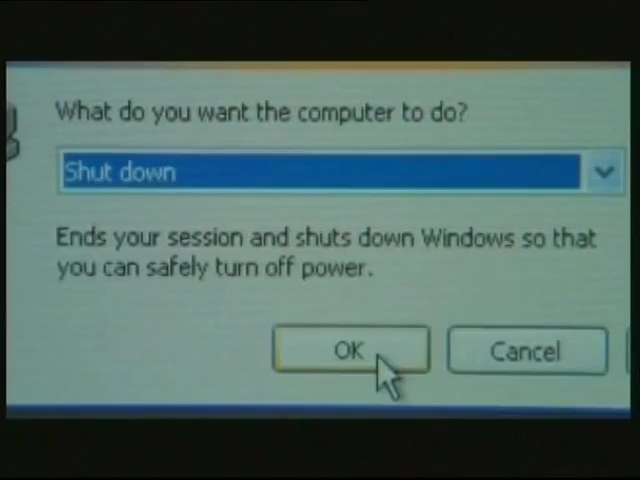 What do you want the computer to do?
Shut down
Ends your session and shuts down Windows so that
you can safely turn off power.
OK
Cancel